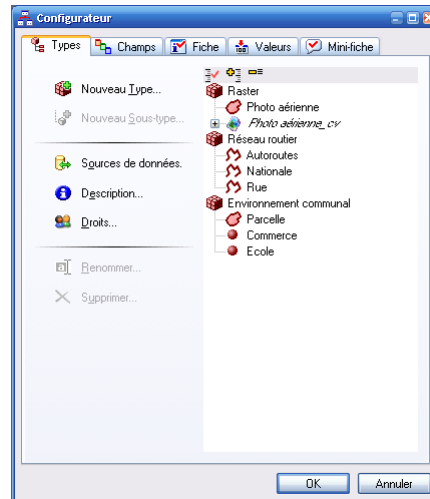 Configurateur
Types Champs Fiche Valeurs Mini-fiche
Nouveau Type...
Nouveau Sous-type...
Sources de données.
Description...
Droits...
Renommer...
Supprimer...
Raster
Photo aérienne
Photo aérienne_cv
Réseau routier
Autoroutes
Nationale
Rue
Environnement communal
Parcelle
Commerce
Ecole
OK Annuler